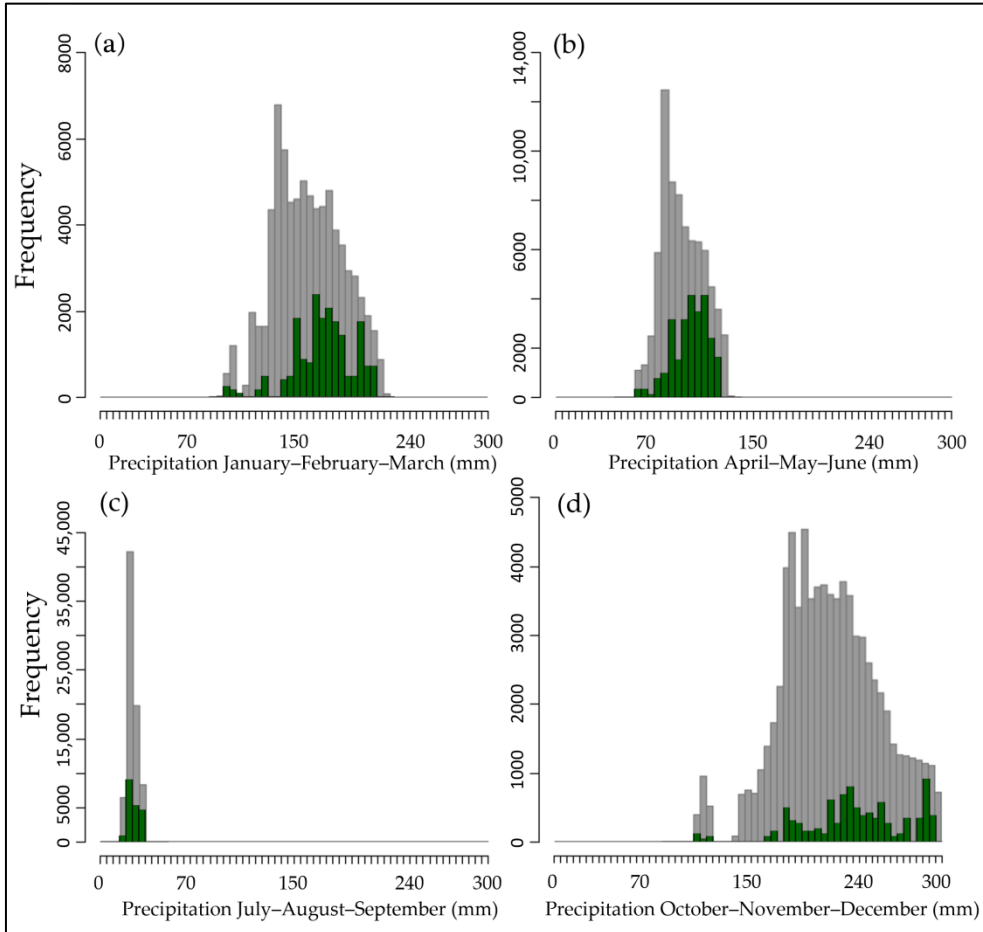 (a)
Frequency
8000
6000
4000
2000
0
0 70 150 240 300
Precipitation January–February–March (mm)
(b)
14,000
10,000
6000
2000
0
0 70 150 240 300
Precipitation April–May–June (mm)
(c)
Frequency
45,000
35,000
25,000
15,000
5000
0
0 70 150 240 300
Precipitation July–August–September (mm)
(d)
5000
4000
3000
2000
1000
0
0 70 150 240 300
Precipitation October–November–December (mm)